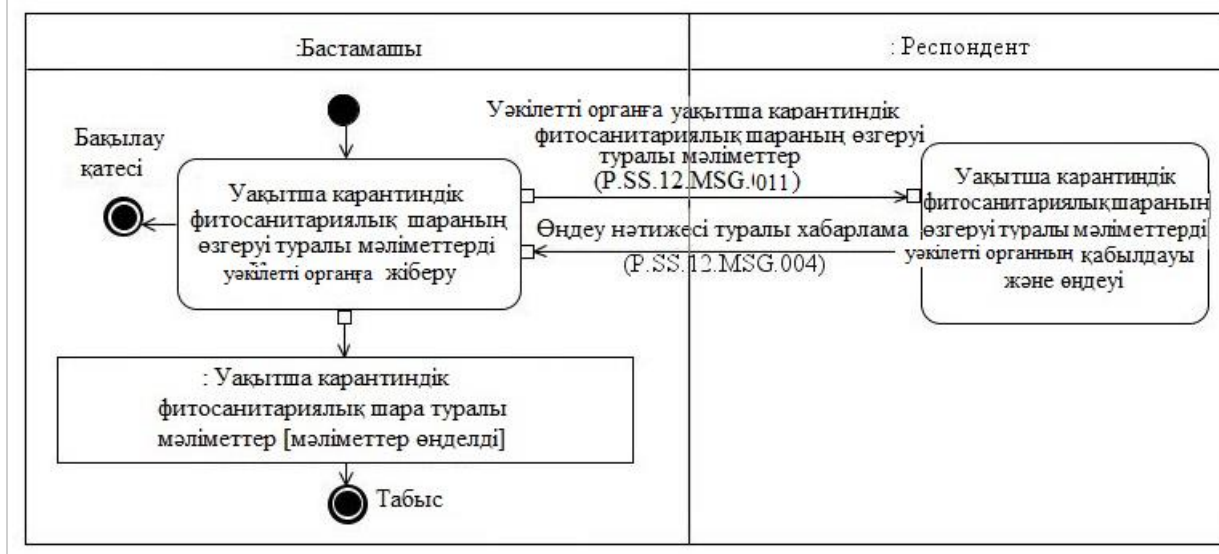 :Бастамашы
: Респондент
Бақылау
қатесі
Уәкілетті органға уақытша карантиндік
фитосанитариялық шараның өзгеруі
туралы мәліметтер
(P.SS.12.MSG.011)
Уақытша карантиндік
фитосанитариялық шараның
өзгеруі туралы мәліметтерді
уәкілетті органға жіберу
Өңдеу нәтижесі туралы хабарлама
(P.SS.12.MSG.004)
Уақытша карантиндік
фитосанитариялық шараның
өзгеруі туралы мәліметтерді
уәкілетті органның қабылдауы
және өңдеуі
: Уақытша карантиндік
фитосанитариялық шара туралы
мәліметтер [мәліметтер өңделді]
Табыс